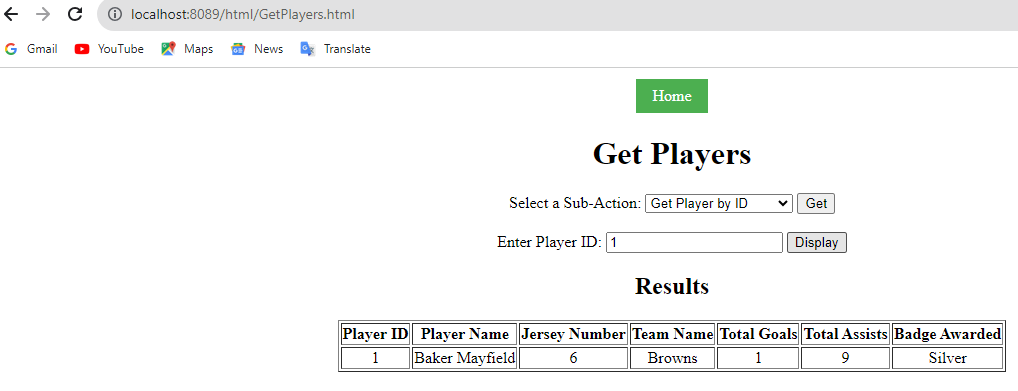 localhost:8089/html/GetPlayers.html
Gmail YouTube Maps News Translate
Home
Get Players
Select a Sub-Action: Get Player by ID Get
Enter Player ID: 1 Display
Results
Player ID Player Name Jersey Number Team Name Total Goals Total Assists Badge Awarded
1 Baker Mayfield 6 Browns 1 9 Silver